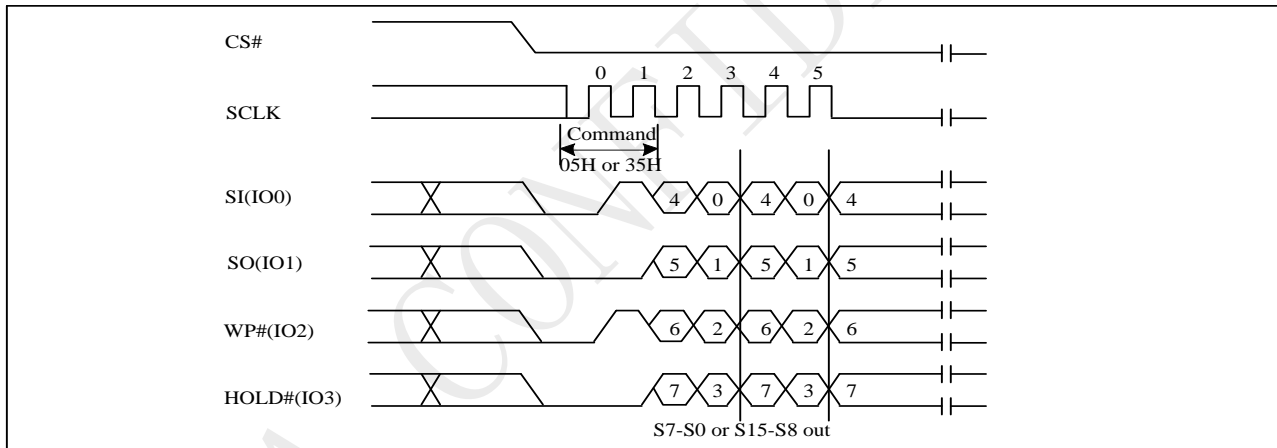 CS#
0 1 2 3 4 5
SCLK
Command
05H or 35H
SI(IO0) 4 0 4 0 4
SO(IO1) 5 1 5 1 5
WP#(IO2) 6 2 6 2 6
HOLD#(IO3) 7 3 7 3 7
S7-S0 or S15-S8 out